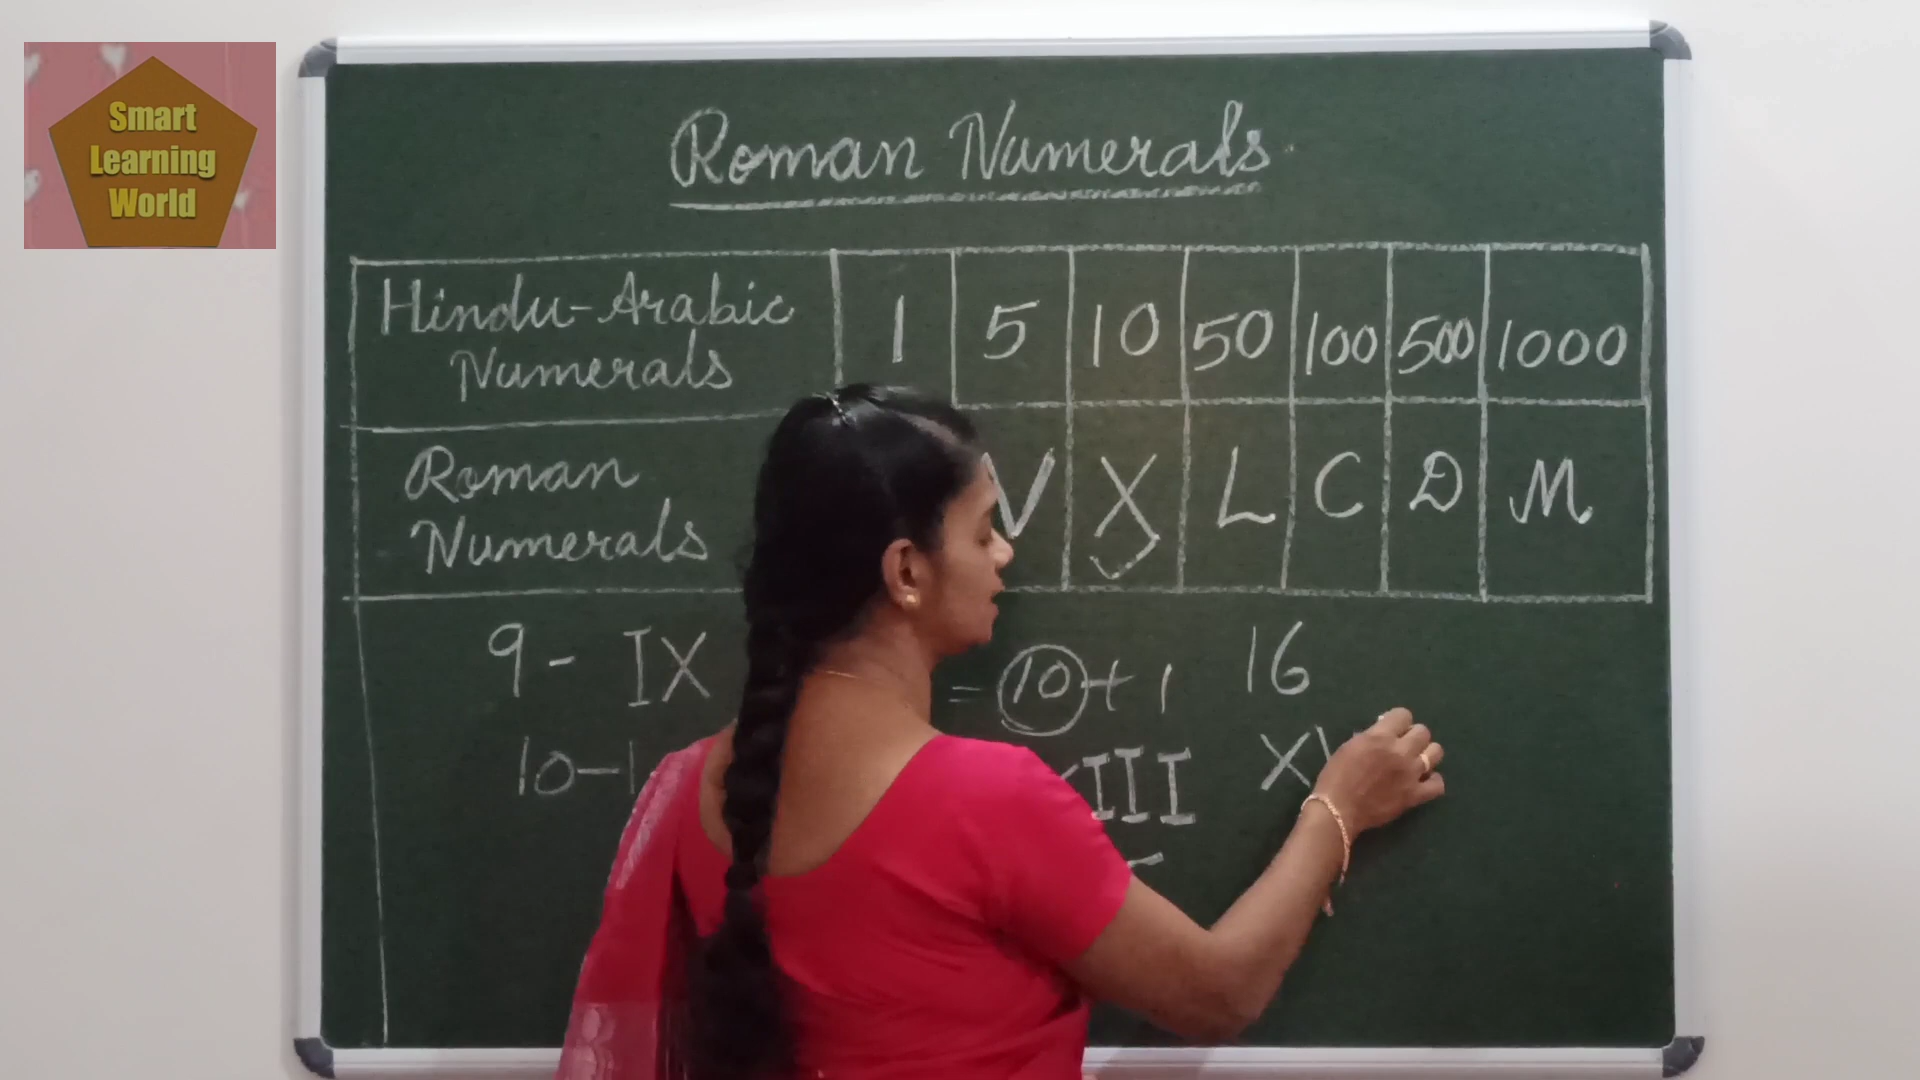 Smart
Learning
World
Roman Numerals
Hindu-Arabic Numerals 1 5 10 50 100 500 1000
Roman Numerals V X L C D M
9 - IX = 10 + 1 16
10 - III X